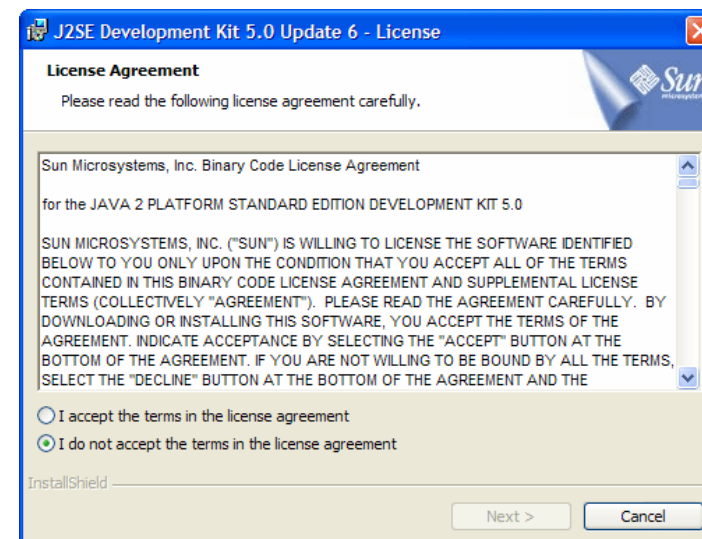 J2SE Development Kit 5.0 Update 6 - License
License Agreement
Please read the following license agreement carefully.
Sun
microsystems
Sun Microsystems, Inc. Binary Code License Agreement
for the JAVA 2 PLATFORM STANDARD EDITION DEVELOPMENT KIT 5.0
SUN MICROSYSTEMS, INC. ("SUN") IS WILLING TO LICENSE THE SOFTWARE IDENTIFIED
BELOW TO YOU ONLY UPON THE CONDITION THAT YOU ACCEPT ALL OF THE TERMS
CONTAINED IN THIS BINARY CODE LICENSE AGREEMENT AND SUPPLEMENTAL LICENSE
TERMS (COLLECTIVELY "AGREEMENT").  PLEASE READ THE AGREEMENT CAREFULLY.  BY
DOWNLOADING OR INSTALLING THIS SOFTWARE, YOU ACCEPT THE TERMS OF THE
AGREEMENT. INDICATE ACCEPTANCE BY SELECTING THE "ACCEPT" BUTTON AT THE
BOTTOM OF THE AGREEMENT. IF YOU ARE NOT WILLING TO BE BOUND BY ALL THE TERMS,
SELECT THE "DECLINE" BUTTON AT THE BOTTOM OF THE AGREEMENT AND THE
I accept the terms in the license agreement
I do not accept the terms in the license agreement
InstallShield
Next >
Cancel